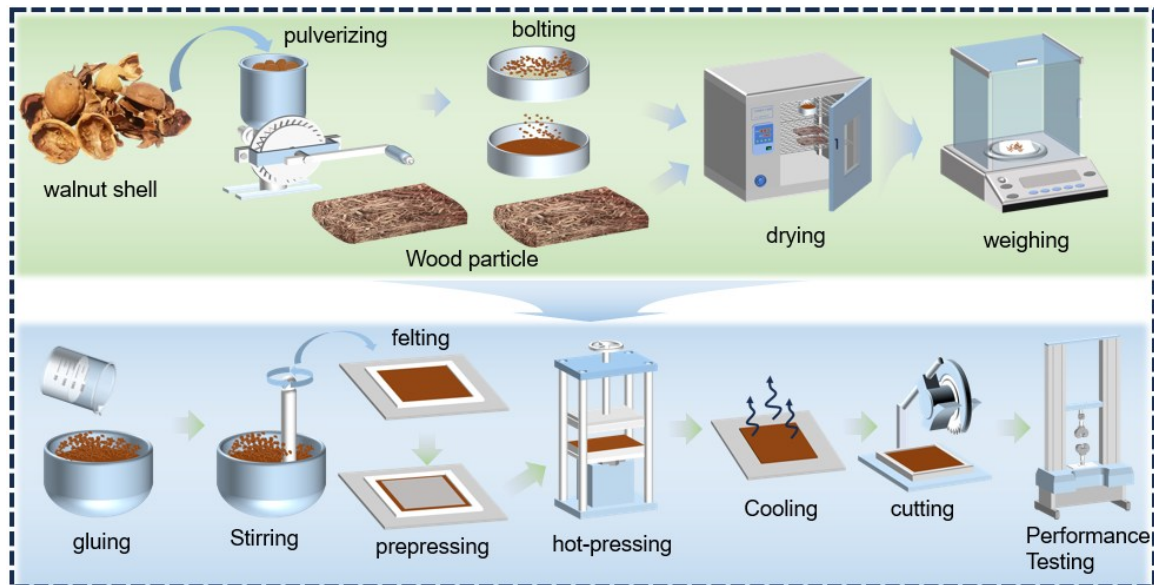 pulverizing
bolting
walnut shell
Wood particle
drying
weighing
felting
gluing
Stirring
prepressing
hot-pressing
Cooling
cutting
Performance
Testing